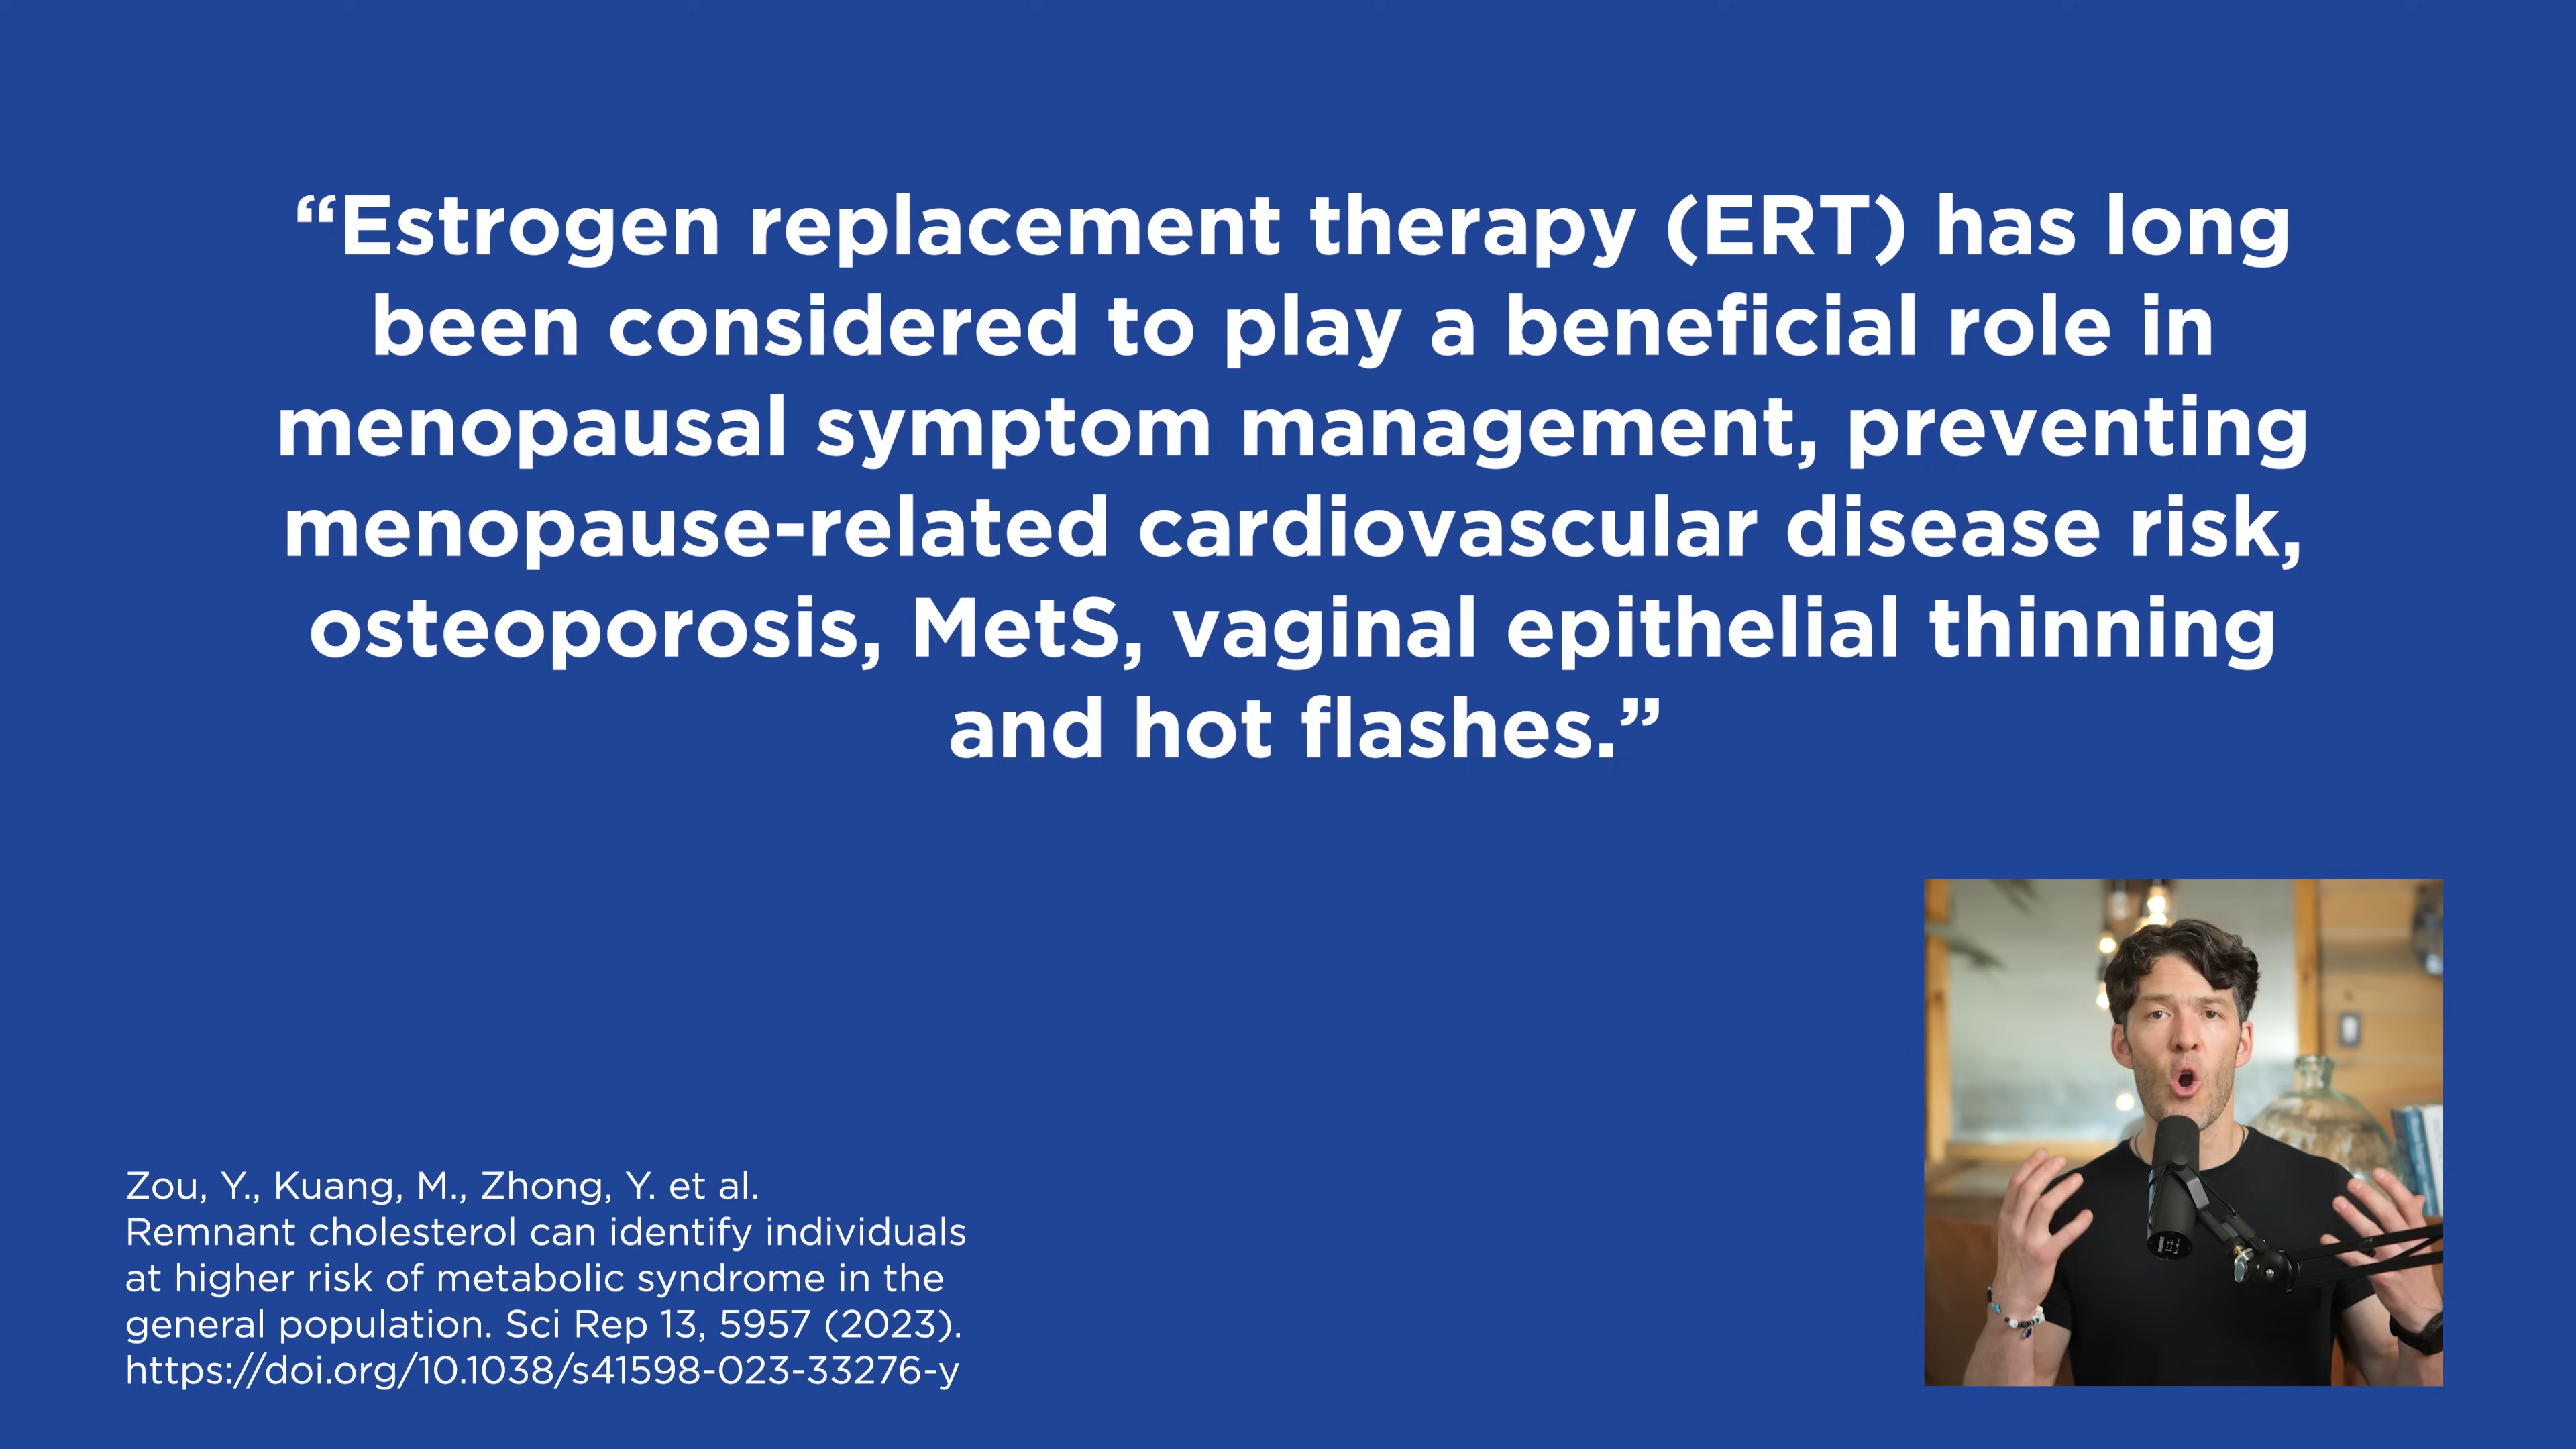 “Estrogen replacement therapy (ERT) has long
been considered to play a beneficial role in
menopausal symptom management, preventing
menopause-related cardiovascular disease risk,
osteoporosis, MetS, vaginal epithelial thinning
and hot flashes.”
Zou, Y., Kuang, M., Zhong, Y. et al.
Remnant cholesterol can identify individuals
at higher risk of metabolic syndrome in the
general population. Sci Rep 13, 5957 (2023).
https://doi.org/10.1038/s41598-023-33276-y